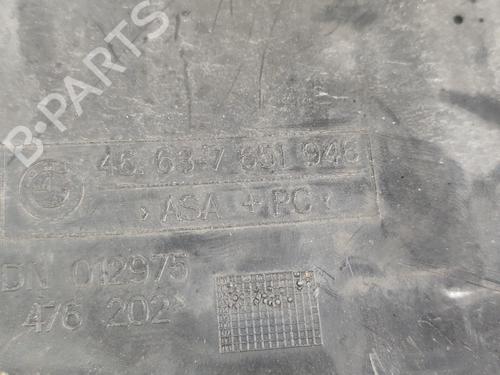 B-PARTS
46.63-7 651 946
>ASA + PC<
DN 012975
476 202